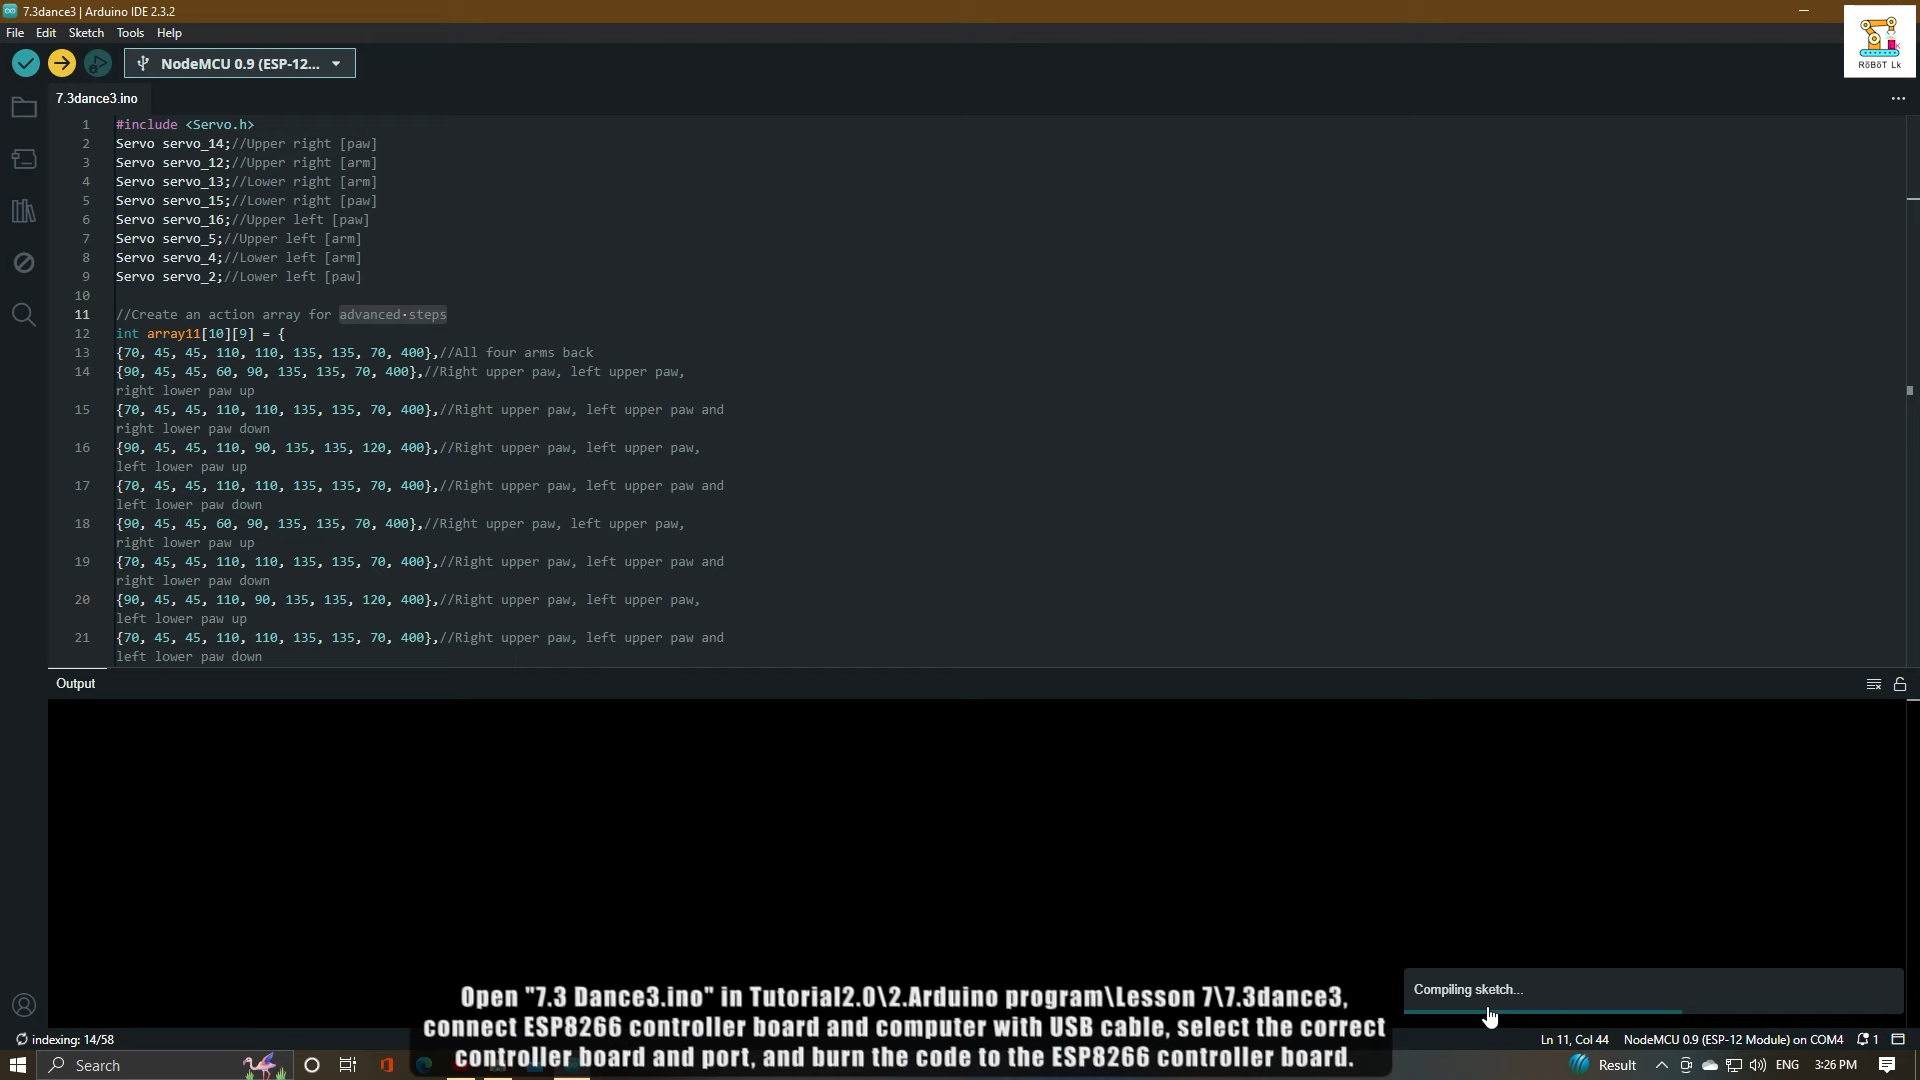 7.3dance3 | Arduino IDE 2.3.2
File Edit Sketch Tools Help
RöBöT Lk
NodeMCU 0.9 (ESP-12...
7.3dance3.ino
1 #include <Servo.h>
2 Servo servo_14;//Upper right [paw]
3 Servo servo_12;//Upper right [arm]
4 Servo servo_13;//Lower right [arm]
5 Servo servo_15;//Lower right [paw]
6 Servo servo_16;//Upper left [paw]
7 Servo servo_5;//Upper left [arm]
8 Servo servo_4;//Lower left [arm]
9 Servo servo_2;//Lower left [paw]
10
11 //Create an action array for advanced·steps
12 int array11[10][9] = {
13 {70, 45, 45, 110, 110, 135, 135, 70, 400},//All four arms back
14 {90, 45, 45, 60, 90, 135, 135, 70, 400},//Right upper paw, left upper paw,
right lower paw up
15 {70, 45, 45, 110, 110, 135, 135, 70, 400},//Right upper paw, left upper paw and
right lower paw down
16 {90, 45, 45, 110, 90, 135, 135, 120, 400},//Right upper paw, left upper paw,
left lower paw up
17 {70, 45, 45, 110, 110, 135, 135, 70, 400},//Right upper paw, left upper paw and
left lower paw down
18 {90, 45, 45, 60, 90, 135, 135, 70, 400},//Right upper paw, left upper paw,
right lower paw up
19 {70, 45, 45, 110, 110, 135, 135, 70, 400},//Right upper paw, left upper paw and
right lower paw down
20 {90, 45, 45, 110, 90, 135, 135, 120, 400},//Right upper paw, left upper paw,
left lower paw up
21 {70, 45, 45, 110, 110, 135, 135, 70, 400},//Right upper paw, left upper paw and
left lower paw down
Output
Compiling sketch...
Open "7.3 Dance3.ino" in Tutorial2.0\2.Arduino program\Lesson 7\7.3dance3,
connect ESP8266 controller board and computer with USB cable, select the correct
controller board and port, and burn the code to the ESP8266 controller board.
indexing: 14/58
Ln 11, Col 44 NodeMCU 0.9 (ESP-12 Module) on COM4 1
Search
Result ENG 3:26 PM